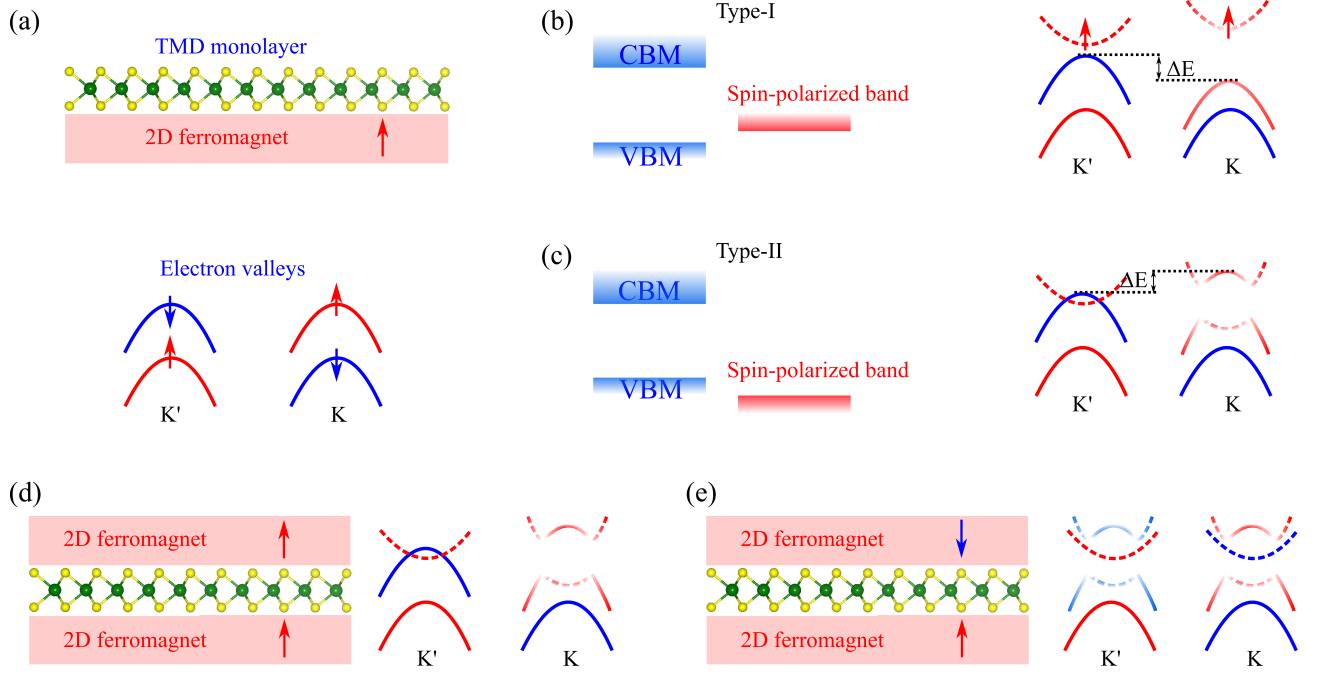 (a)
TMD monolayer
2D ferromagnet
Electron valleys
K'
K
(b)
Type-I
CBM
Spin-polarized band
VBM
ΔE
K'
K
(c)
Type-II
CBM
Spin-polarized band
VBM
ΔE
K'
K
(d)
2D ferromagnet
2D ferromagnet
K'
K
(e)
2D ferromagnet
2D ferromagnet
K'
K